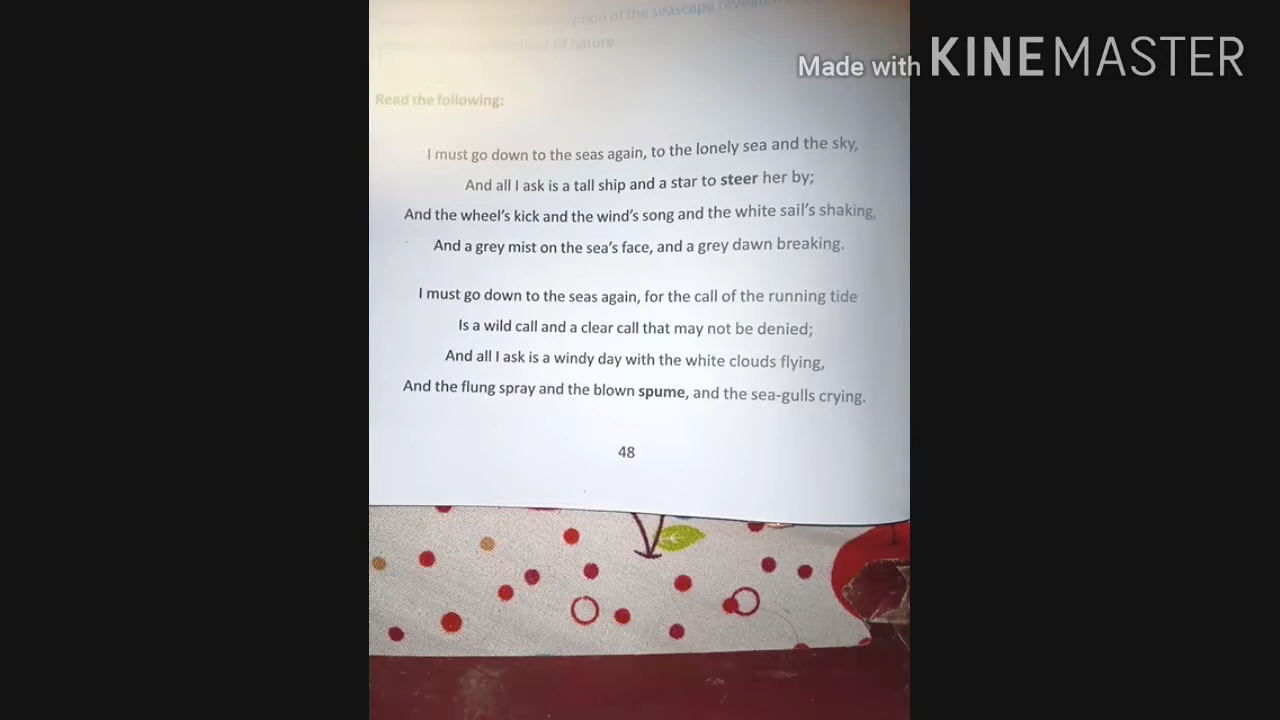 of the seascape
of nature
Made with KINEMASTER
Read the following:
I must go down to the seas again, to the lonely sea and the sky,
And all I ask is a tall ship and a star to steer her by;
And the wheel's kick and the wind's song and the white sail's shaking,
And a grey mist on the sea's face, and a grey dawn breaking.
I must go down to the seas again, for the call of the running tide
Is a wild call and a clear call that may not be denied;
And all I ask is a windy day with the white clouds flying,
And the flung spray and the blown spume, and the sea-gulls crying.
48